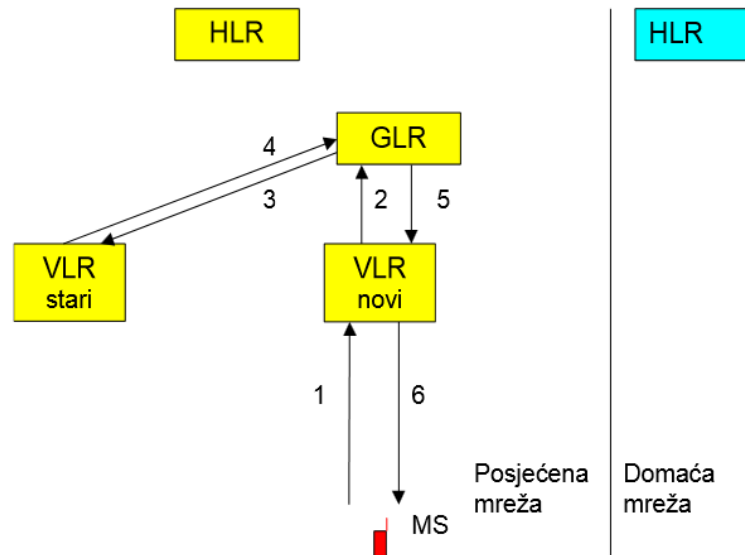 HLR
HLR
GLR
4
3
2
5
VLR
stari
VLR
novi
1
6
Posjećena
mreža
Domaća
mreža
MS